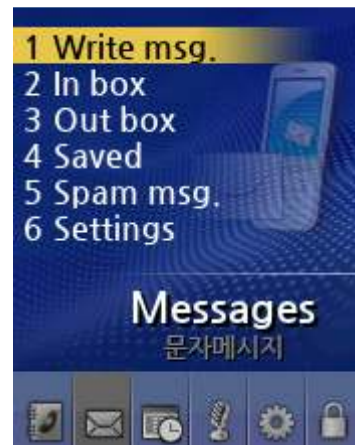 1 Write msg.
2 In box
3 Out box
4 Saved
5 Spam msg.
6 Settings
Messages
문자메시지